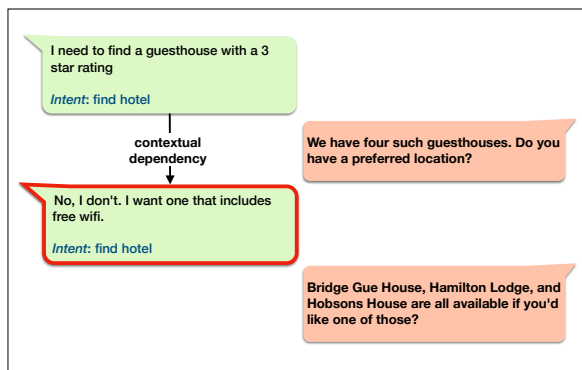 I need to find a guesthouse with a 3
star rating
Intent: find hotel
contextual
dependency
We have four such guesthouses. Do you
have a preferred location?
No, I don't. I want one that includes
free wifi.
Intent: find hotel
Bridge Gue House, Hamilton Lodge, and
Hobsons House are all available if you'd
like one of those?